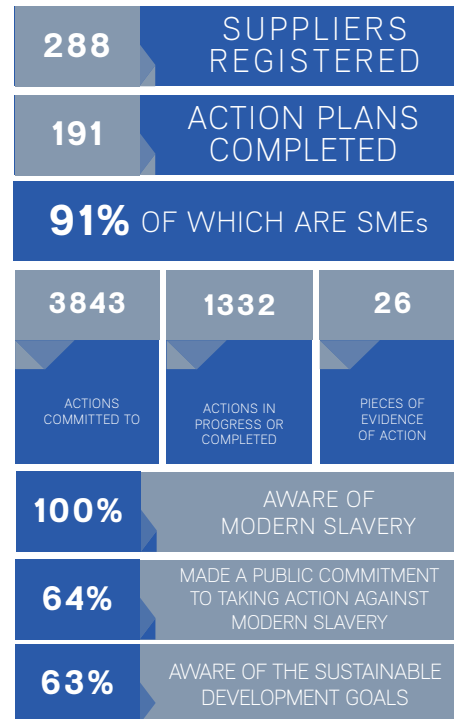 288
SUPPLIERS
REGISTERED
191
ACTION PLANS
COMPLETED
91% OF WHICH ARE SMEs
3843
ACTIONS
COMMITTED TO
1332
ACTIONS IN
PROGRESS OR
COMPLETED
26
PIECES OF
EVIDENCE
OF ACTION
100%
AWARE OF
MODERN SLAVERY
64%
MADE A PUBLIC COMMITMENT
TO TAKING ACTION AGAINST
MODERN SLAVERY
63%
AWARE OF THE SUSTAINABLE
DEVELOPMENT GOALS